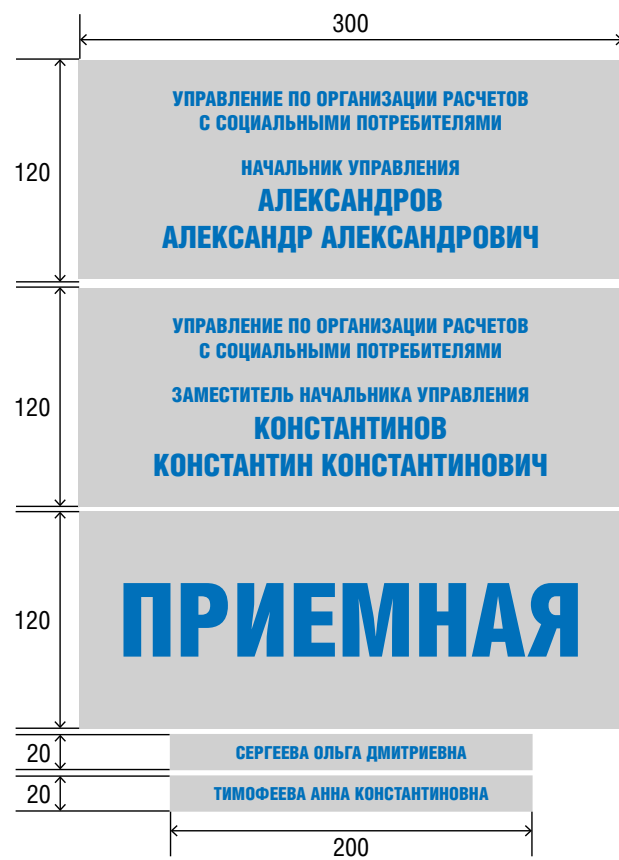 300
120
УПРАВЛЕНИЕ ПО ОРГАНИЗАЦИИ РАСЧЕТОВ
С СОЦИАЛЬНЫМИ ПОТРЕБИТЕЛЯМИ
НАЧАЛЬНИК УПРАВЛЕНИЯ
АЛЕКСАНДРОВ
АЛЕКСАНДР АЛЕКСАНДРОВИЧ
120
УПРАВЛЕНИЕ ПО ОРГАНИЗАЦИИ РАСЧЕТОВ
С СОЦИАЛЬНЫМИ ПОТРЕБИТЕЛЯМИ
ЗАМЕСТИТЕЛЬ НАЧАЛЬНИКА УПРАВЛЕНИЯ
КОНСТАНТИНОВ
КОНСТАНТИН КОНСТАНТИНОВИЧ
120
ПРИЕМНАЯ
20
СЕРГЕЕВА ОЛЬГА ДМИТРИЕВНА
20
ТИМОФЕЕВА АННА КОНСТАНТИНОВНА
200